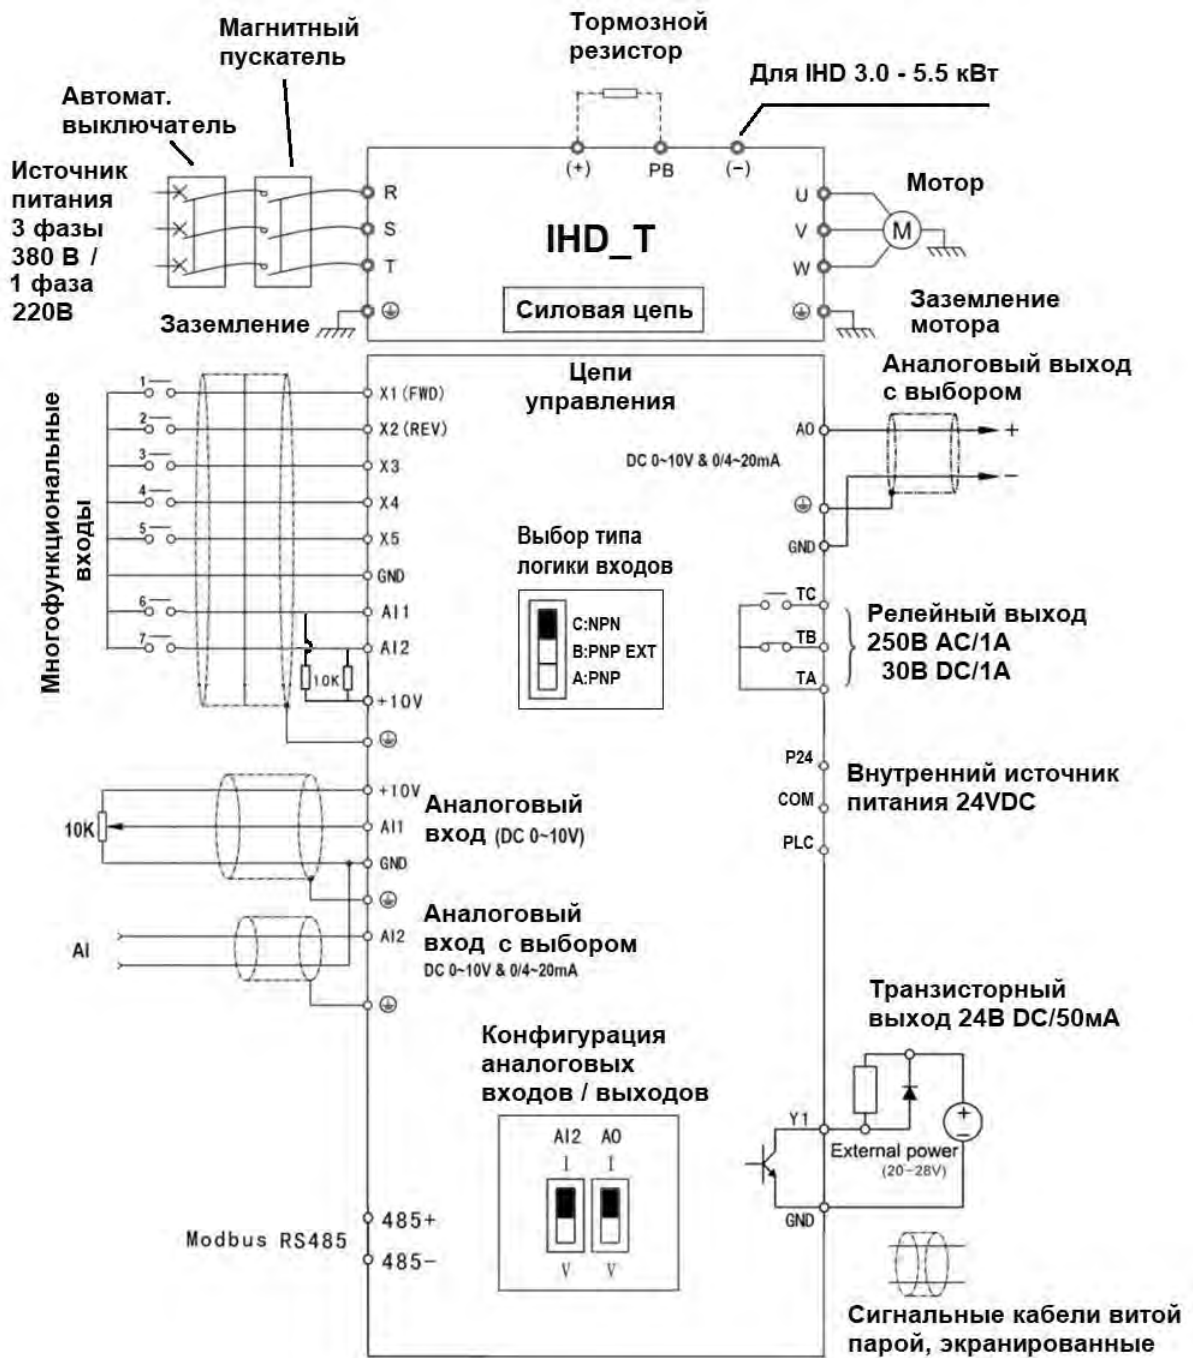 Тормозной
резистор
Магнитный
пускатель
Для IHD 3.0 - 5.5 кВт
Автомат.
выключатель
Источник
питания
3 фазы
380 В /
1 фаза
220В
(+)
PB
(-)
R
S
T
IHD_T
Силовая цепь
U
V
W
M
Мотор
Заземление
Заземление
мотора
Многофункциональные
входы
1
2
3
4
5
6
7
X1(FWD)
X2(REV)
X3
X4
X5
GND
AI1
AI2
10K
+10V
Цепи
управления
Аналоговый выход
с выбором
AO
DC 0~10V & 0/4~20mA
+
−
GND
Выбор типа
логики входов
C:NPN
B:PNP EXT
A:PNP
TC
TB
TA
Релейный выход
250В AC/1А
30В DC/1А
P24
COM
PLC
Внутренний источник
питания 24VDC
10K
+10V
AI1
GND
Аналоговый
вход (DC 0~10V)
AI
AI2
Аналоговый
вход с выбором
DC 0~10V & 0/4~20mA
Транзисторный
выход 24В DC/50мА
Y1
+
−
External power
(20~28V)
GND
Конфигурация
аналоговых
входов / выходов
AI2 AO
I I
V V
Modbus RS485
485+
485-
Сигнальные кабели витой
парой, экранированные